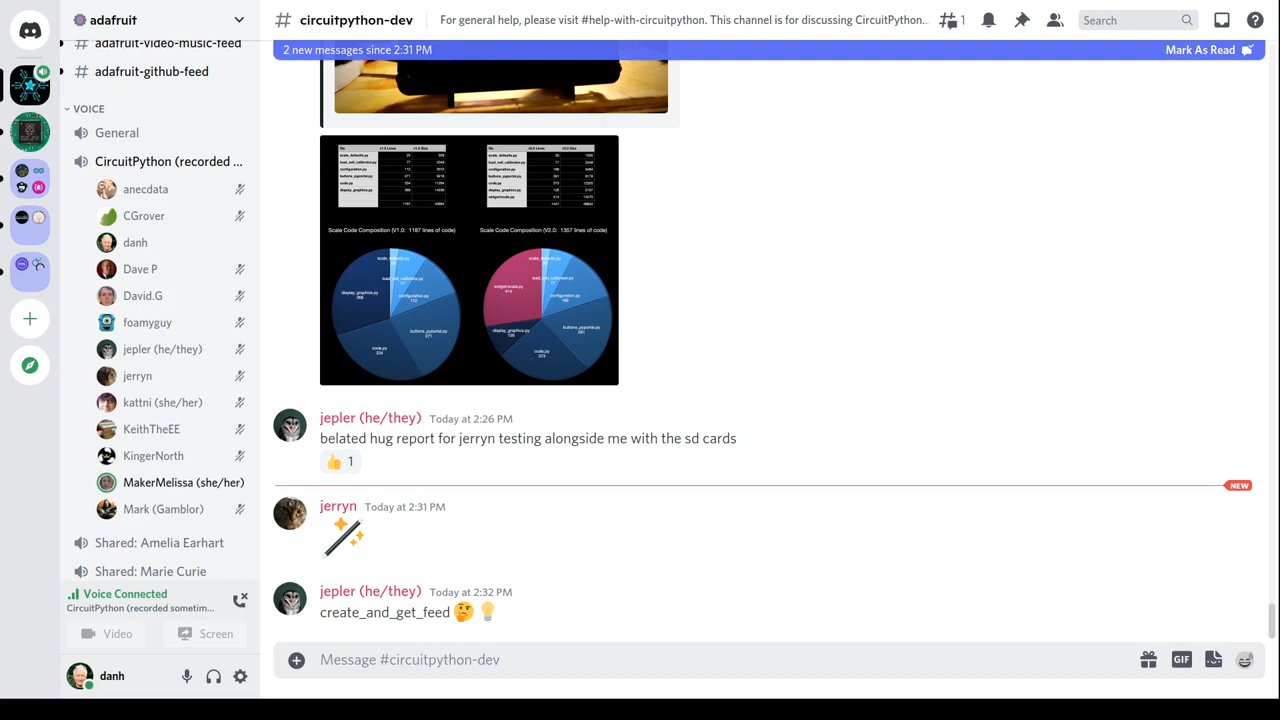 adafruit
# circuitpython-dev
For general help, please visit #help-with-circuitpython. This channel is for discussing CircuitPython...
1
Search
2 new messages since 2:31 PM
Mark As Read
adafruit-video-music-feed
# adafruit-github-feed
VOICE
General
CircuitPython (recorded ...
anecdata
CGrover
danh
Dave P
David.G
foamyguy
jepler (he/they)
jerryn
kattni (she/her)
KeithTheEE
KingerNorth
MakerMelissa (she/her)
Mark (Gamblor)
Shared: Amelia Earhart
Shared: Marie Curie
Voice Connected
CircuitPython (recorded sometim...
Video
Screen
danh
Scale Code Composition (V1.0: 1187 lines of code)
Scale Code Composition (V2.0: 1357 lines of code)
jepler (he/they) Today at 2:26 PM
belated hug report for jerryn testing alongside me with the sd cards
👍 1
NEW
jerryn Today at 2:31 PM
jepler (he/they) Today at 2:32 PM
create_and_get_feed 🤔 💡
Message #circuitpython-dev
GIF